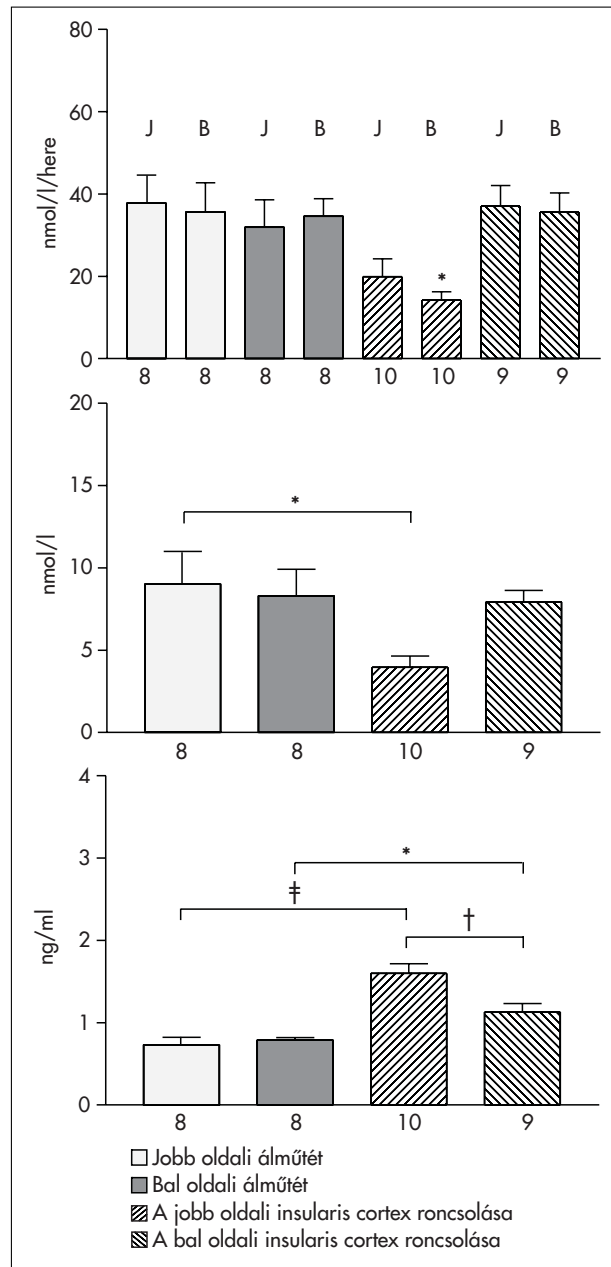 80
60
40
20
0
nmol/l/here
J B J B J B J B
*
8 8 8 8 10 10 9 9
20
15
10
5
0
nmol/l
*
8 8 10 9
4
3
2
1
0
ng/ml
*
‡
†
8 8 10 9
Jobb oldali álműtét
Bal oldali álműtét
A jobb oldali insularis cortex roncsolása
A bal oldali insularis cortex roncsolása